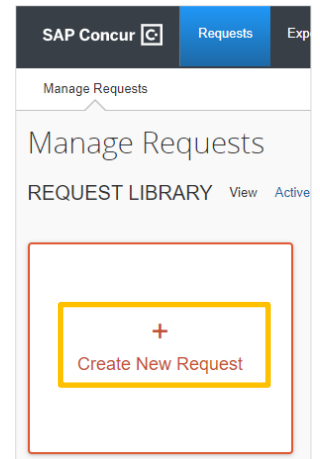 SAP Concur C Requests Exp
Manage Requests
Manage Requests
REQUEST LIBRARY View Active
+
Create New Request